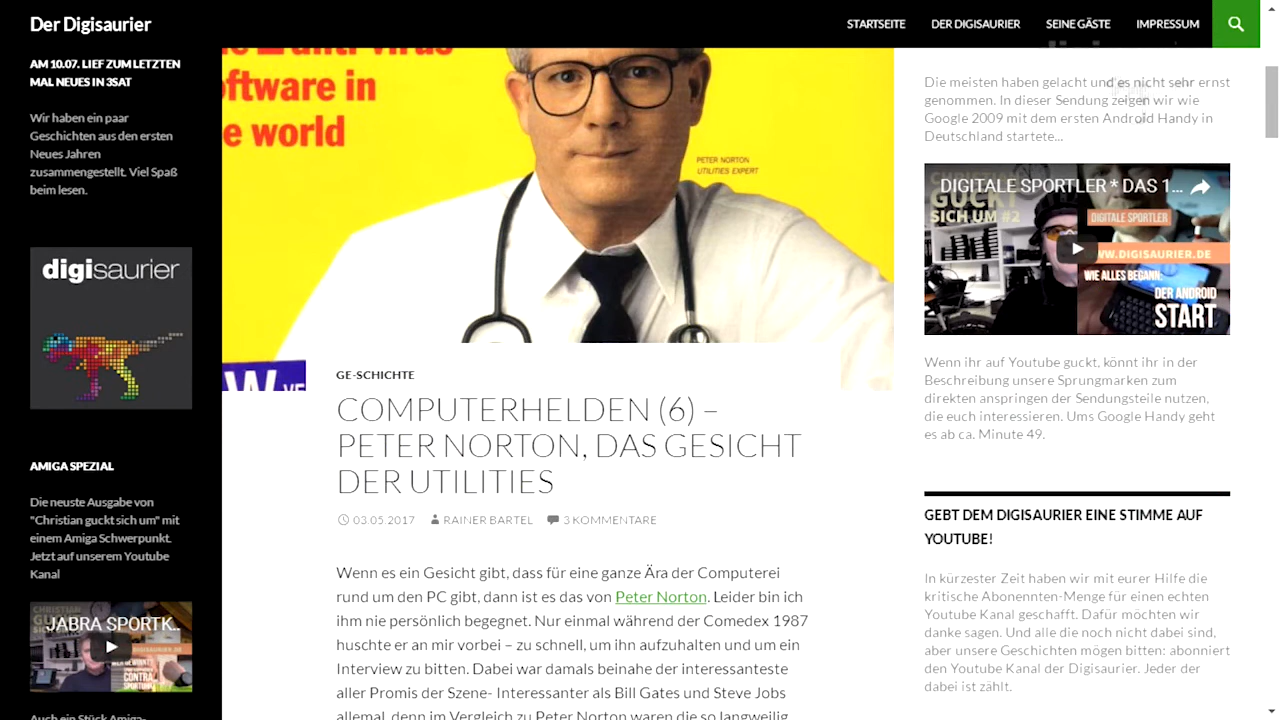 Der Digisaurier
STARTSEITE
DER DIGISAURIER
SEINE GÄSTE
IMPRESSUM
AM 10.07. LIEF ZUM LETZTEN
MAL NEUES IN 3SAT
Wir haben ein paar
Geschichten aus den ersten
Neues Jahren
zusammengestellt. Viel Spaß
beim lesen.
digisaurier
AMIGA SPEZIAL
Die neuste Ausgabe von
"Christian guckt sich um" mit
einem Amiga Schwerpunkt.
Jetzt auf unserem Youtube
Kanal
JABRA SPORTK...
DIGISAURIER.DE
CONTRA
software in
e world
PETER NORTON
UTILITIES EXPERT
GE-SCHICHTE
COMPUTERHELDEN (6) –
PETER NORTON, DAS GESICHT
DER UTILITIES
03.05.2017
RAINER BARTEL
3 KOMMENTARE
Wenn es ein Gesicht gibt, dass für eine ganze Ära der Computerei
rund um den PC gibt, dann ist es das von Peter Norton. Leider bin ich
ihm nie persönlich begegnet. Nur einmal während der Comedex 1987
huschte er an mir vorbei – zu schnell, um ihn aufzuhalten und um ein
Interview zu bitten. Dabei war damals beinahe der interessanteste
aller Promis der Szene- Interessanter als Bill Gates und Steve Jobs
allemal, denn im Vergleich zu Peter Norton waren die so langweilig
Die meisten haben gelacht und es nicht sehr ernst
genommen. In dieser Sendung zeigen wir wie
Google 2009 mit dem ersten Android Handy in
Deutschland startete...
DIGITALE SPORTLER * DAS 1...
CHRISTIAN
GUCKT
SICH UM #2
DIGITALE SPORTLER
WWW.DIGISAURIER.DE
WIE ALLES BEGANN:
DER ANDROID
START
Wenn ihr auf Youtube guckt, könnt ihr in der
Beschreibung unsere Sprungmarken zum
direkten anspringen der Sendungsteile nutzen,
die euch interessieren. Ums Google Handy geht
es ab ca. Minute 49.
GEBT DEM DIGISAURIER EINE STIMME AUF
YOUTUBE!
In kürzester Zeit haben wir mit eurer Hilfe die
kritische Abonennten-Menge für einen echten
Youtube Kanal geschafft. Dafür möchten wir
danke sagen. Und alle die noch nicht dabei sind,
aber unsere Geschichten mögen bitten: abonniert
den Youtube Kanal der Digisaurier. Jeder der
dabei ist zählt.